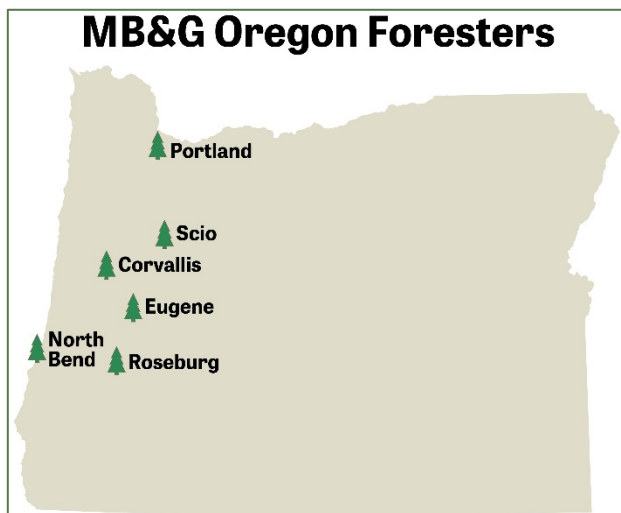 MB&G Oregon Foresters
Portland
Scio
Corvallis
Eugene
North
Bend
Roseburg